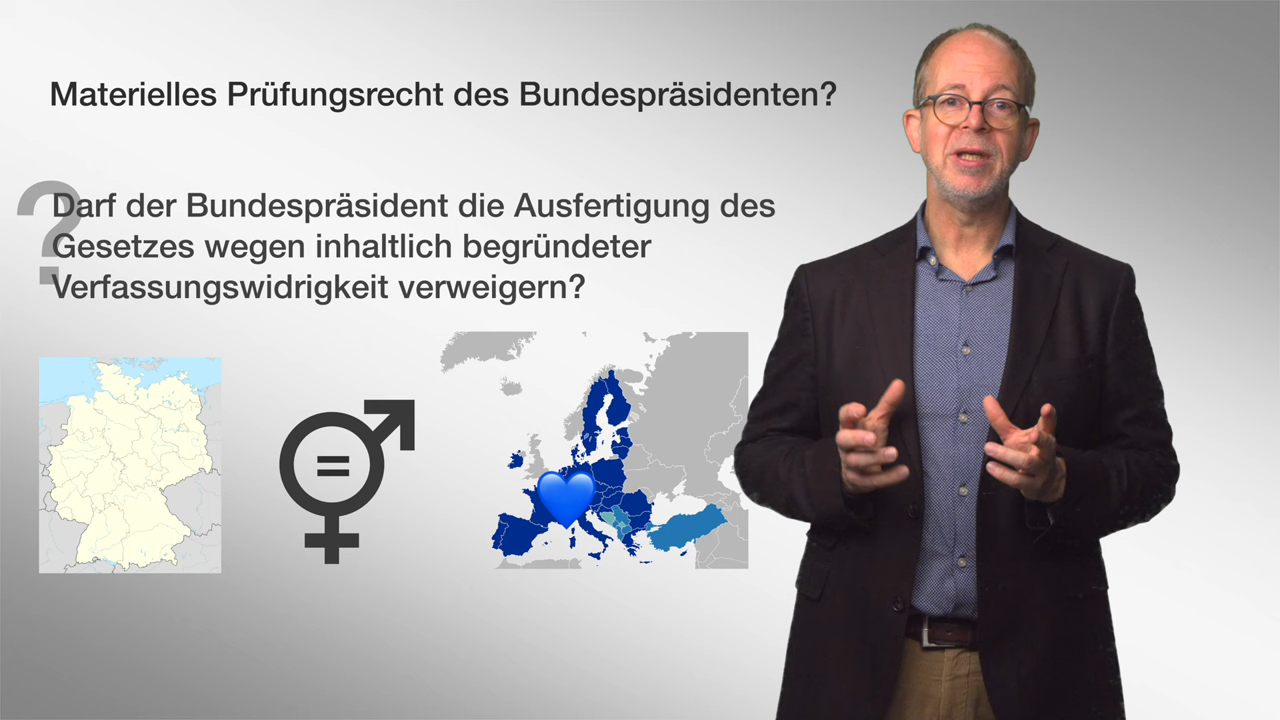 Materielles Prüfungsrecht des Bundespräsidenten?
?
Darf der Bundespräsident die Ausfertigung des
Gesetzes wegen inhaltlich begründeter
Verfassungswidrigkeit verweigern?
=